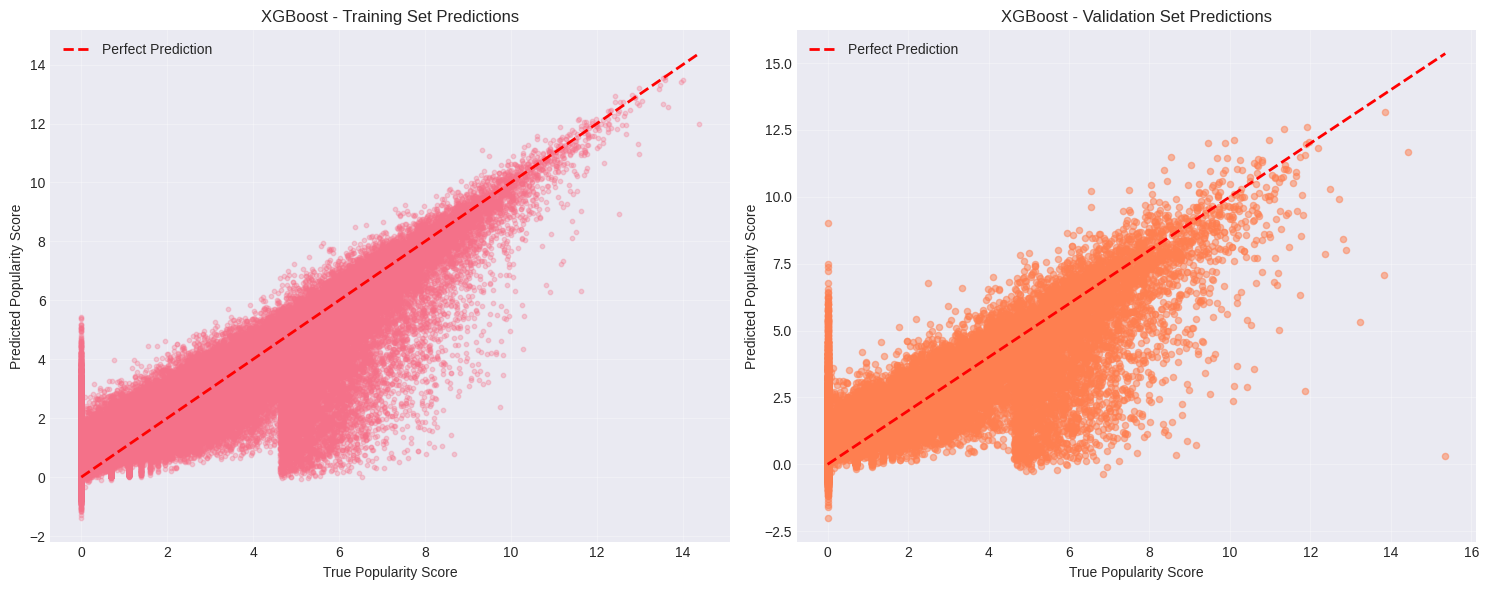 XGBoost - Training Set Predictions
Perfect Prediction
14
12
10
8
6
4
2
0
−2
Predicted Popularity Score
0 2 4 6 8 10 12 14
True Popularity Score
XGBoost - Validation Set Predictions
Perfect Prediction
15.0
12.5
10.0
7.5
5.0
2.5
0.0
−2.5
Predicted Popularity Score
0 2 4 6 8 10 12 14 16
True Popularity Score